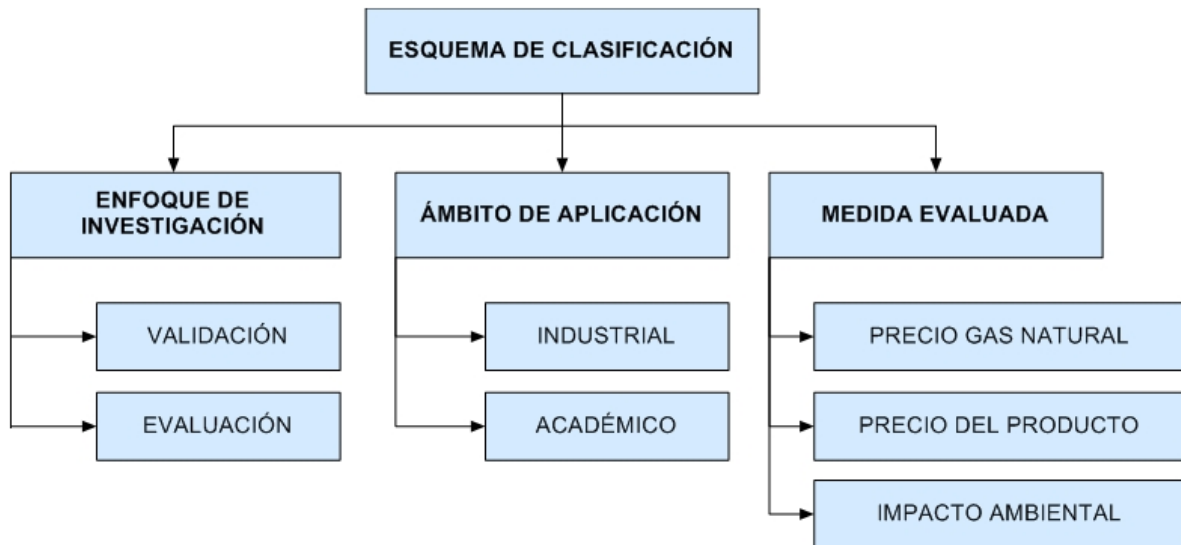 ESQUEMA DE CLASIFICACIÓN
ENFOQUE DE
INVESTIGACIÓN
ÁMBITO DE APLICACIÓN
MEDIDA EVALUADA
VALIDACIÓN
INDUSTRIAL
PRECIO GAS NATURAL
EVALUACIÓN
ACADÉMICO
PRECIO DEL PRODUCTO
IMPACTO AMBIENTAL